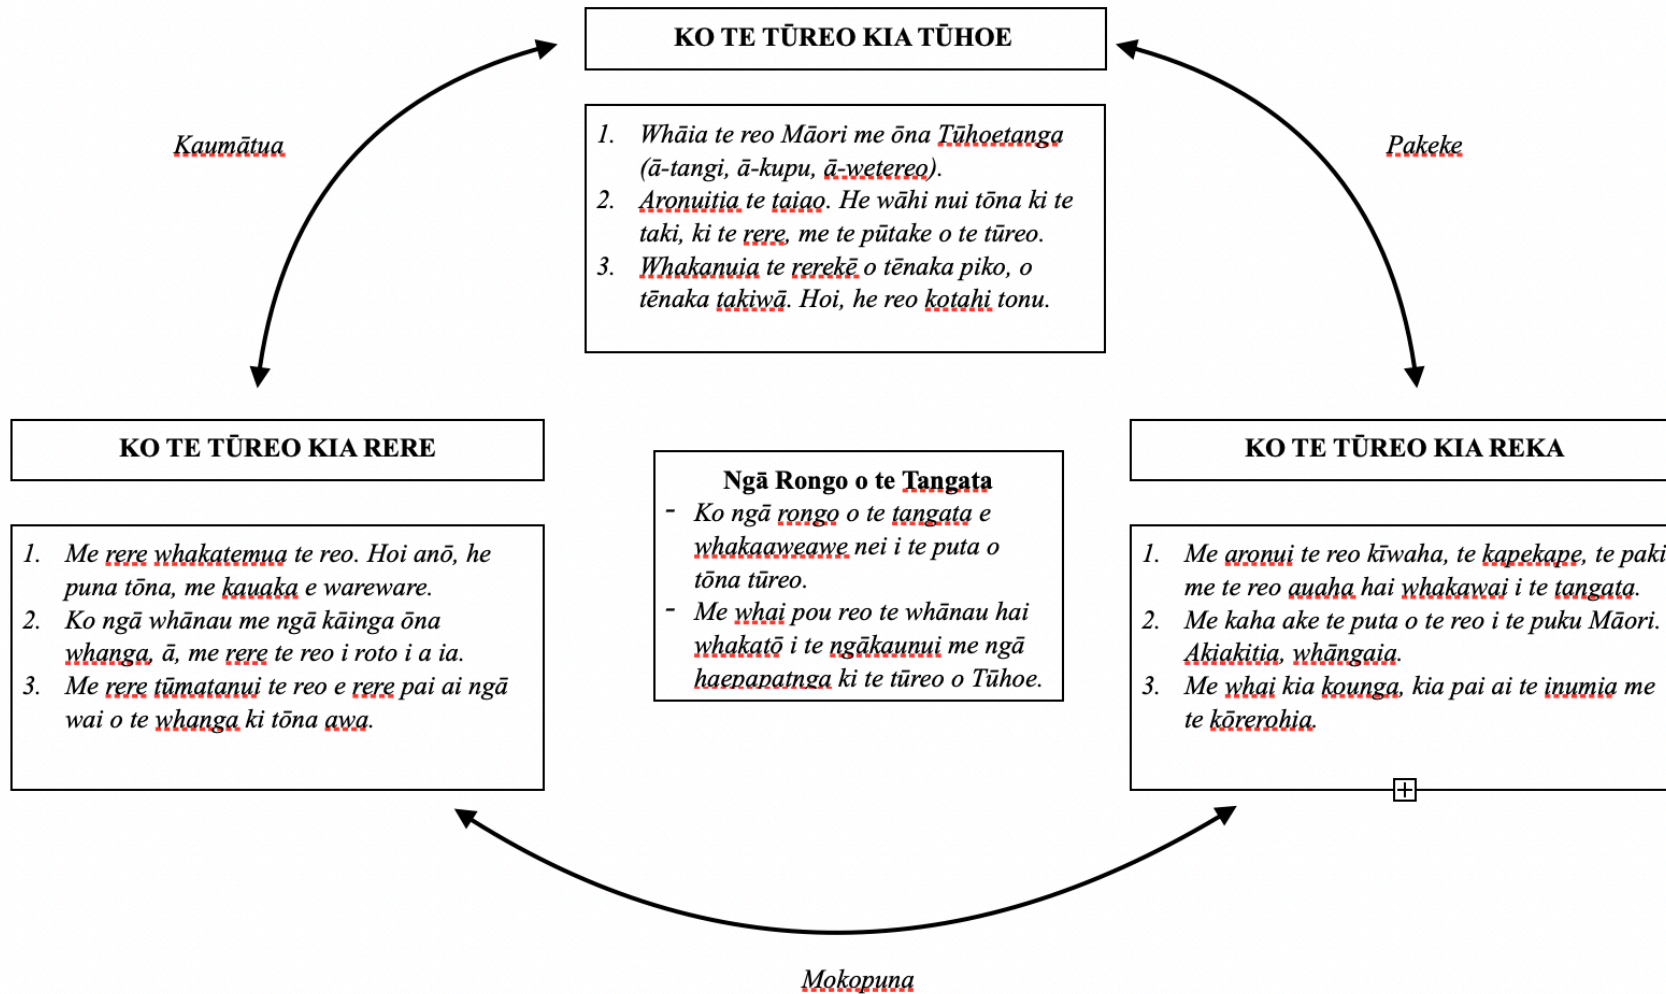 KO TE TŪREO KIA TŪHOE
1. Whāia te reo Māori me ōna Tūhoetanga
(ā-tangi, ā-kupu, ā-wetereo).
2. Aronuitia te taiao. He wāhi nui tōna ki te
taki, ki te rere, me te pūtake o te tūreo.
3. Whakanuia te rerekē o tēnaka piko, o
tēnaka takiwā. Hoi, he reo kotahi tonu.
Kaumātua
Pakeke
KO TE TŪREO KIA RERE
1. Me rere whakatemua te reo. Hoi anō, he
puna tōna, me kauaka e wareware.
2. Ko ngā whānau me ngā kāinga ōna
whanga, ā, me rere te reo i roto i a ia.
3. Me rere tūmatanui te reo e rere pai ai ngā
wai o te whanga ki tōna awa.
Ngā Rongo o te Tangata
- Ko ngā rongo o te tangata e
whakaaweawe nei i te puta o
tōna tūreo.
- Me whai pou reo te whānau hai
whakatō i te ngākaunui me ngā
haepapatnga ki te tūreo o Tūhoe.
KO TE TŪREO KIA REKA
1. Me aronui te reo kīwaha, te kapekape, te paki
me te reo auaha hai whakawai i te tangata.
2. Me kaha ake te puta o te reo i te puku Māori.
Akiakitia, whāngaia.
3. Me whai kia kounga, kia pai ai te inumia me
te kōrerohia.
Mokopuna